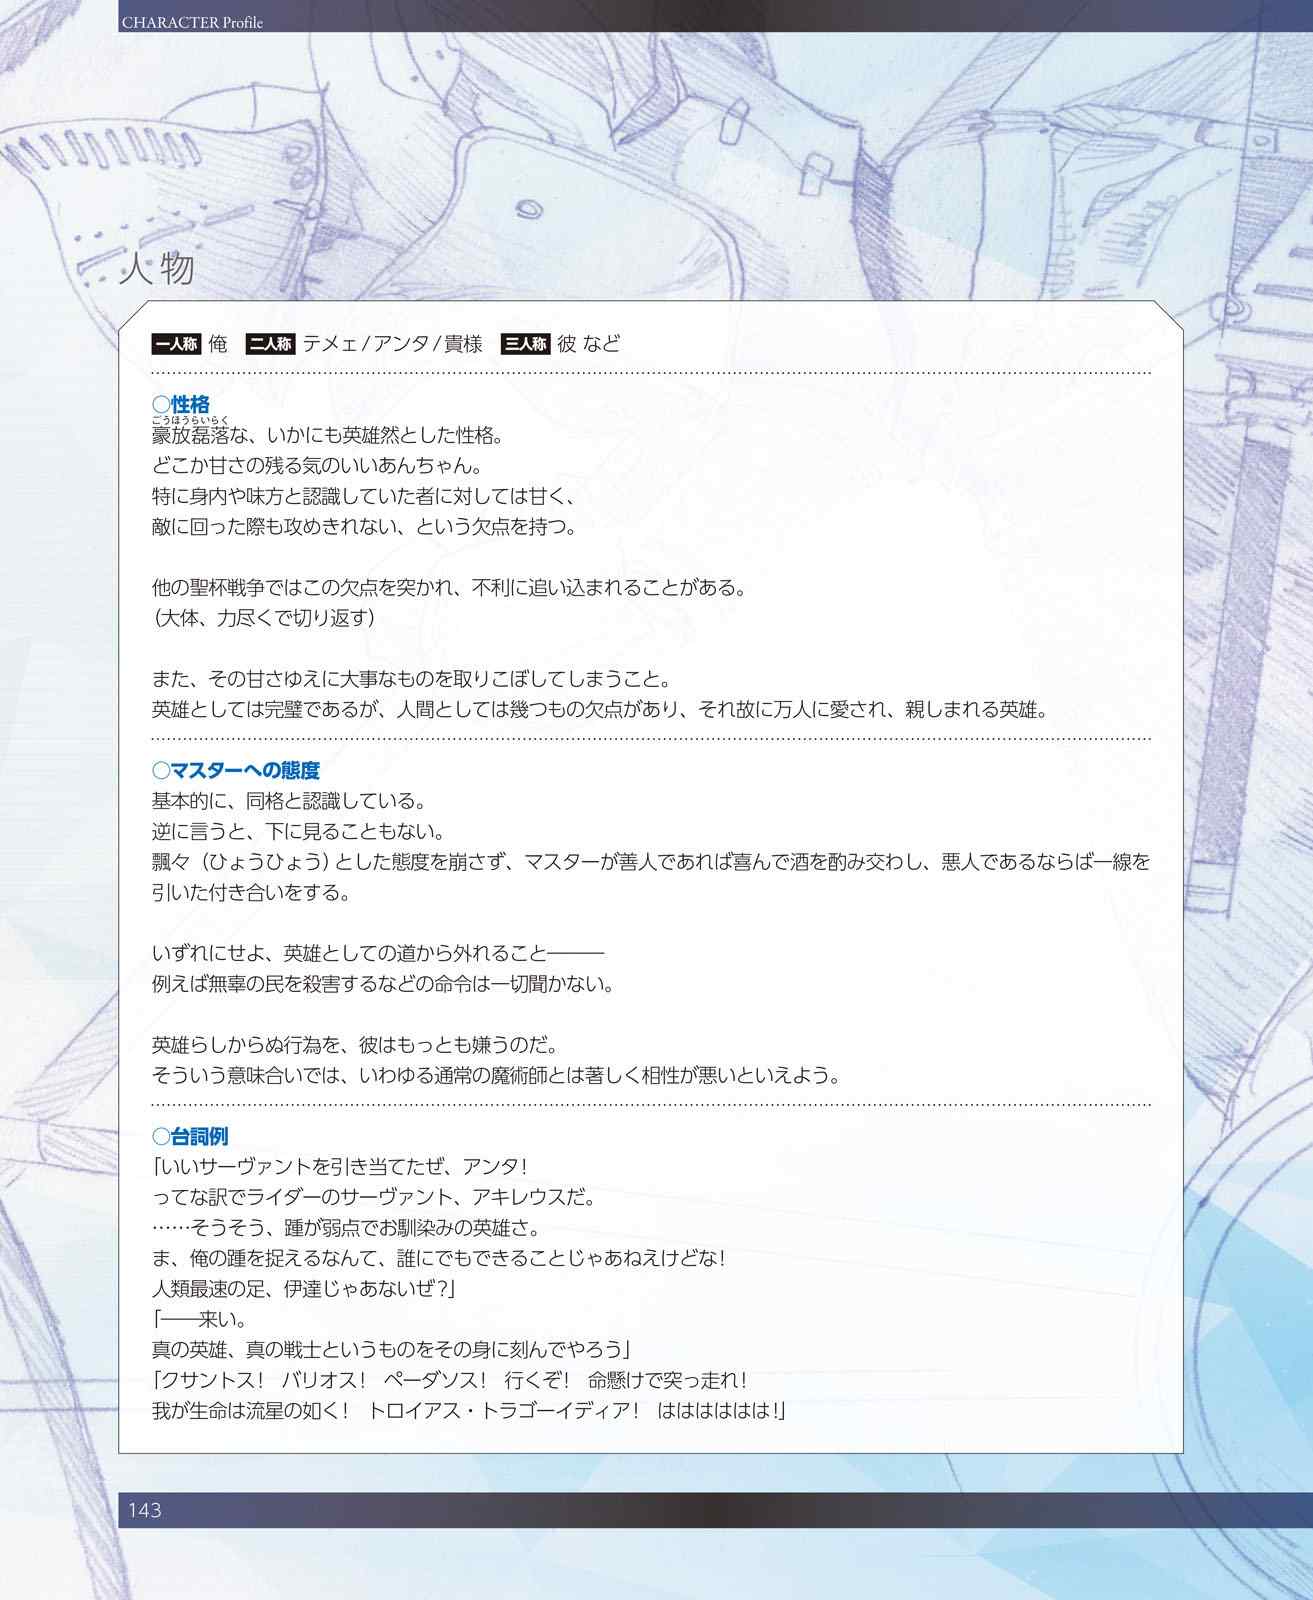 CHARACTER Profile
人物
一人称 俺 二人称 テメェ/アンタ/貴様 三人称 彼 など
○性格
ごうほうらいらく
豪放磊落な、いかにも英雄然とした性格。
どこか甘さの残る気のいいあんちゃん。
特に身内や味方と認識していた者に対しては甘く、
敵に回った際も攻めきれない、という欠点を持つ。
他の聖杯戦争ではこの欠点を突かれ、不利に追い込まれることがある。
（大体、力尽くで切り返す）
また、その甘さゆえに大事なものを取りこぼしてしまうこと。
英雄としては完璧であるが、人間としては幾つもの欠点があり、それ故に万人に愛され、親しまれる英雄。
○マスターへの態度
基本的に、同格と認識している。
逆に言うと、下に見ることもない。
飄々（ひょうひょう）とした態度を崩さず、マスターが善人であれば喜んで酒を酌み交わし、悪人であるならば一線を
引いた付き合いをする。
いずれにせよ、英雄としての道から外れること―――
例えば無辜の民を殺害するなどの命令は一切聞かない。
英雄らしからぬ行為を、彼はもっとも嫌うのだ。
そういう意味合いでは、いわゆる通常の魔術師とは著しく相性が悪いといえよう。
○台詞例
「いいサーヴァントを引き当てたぜ、アンタ！
ってな訳でライダーのサーヴァント、アキレウスだ。
……そうそう、踵が弱点でお馴染みの英雄さ。
ま、俺の踵を捉えるなんて、誰にでもできることじゃあねえけどな！
人類最速の足、伊達じゃあないぜ？」
「――来い。
真の英雄、真の戦士というものをその身に刻んでやろう」
「クサントス！ バリオス！ ペーダソス！ 行くぞ！ 命懸けで突っ走れ！
我が生命は流星の如く！ トロイアス・トラゴーイディア！ はははははは！」
143